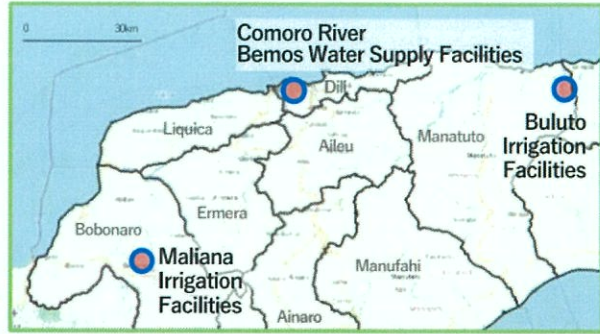 0 30km
Comoro River
Bemos Water Supply Facilities
Dili
Liquica
Aileu
Manatuto
Buluto
Irrigation
Facilities
Ermera
Bobonaro
Maliana
Irrigation
Facilities
Manufahi
Ainaro